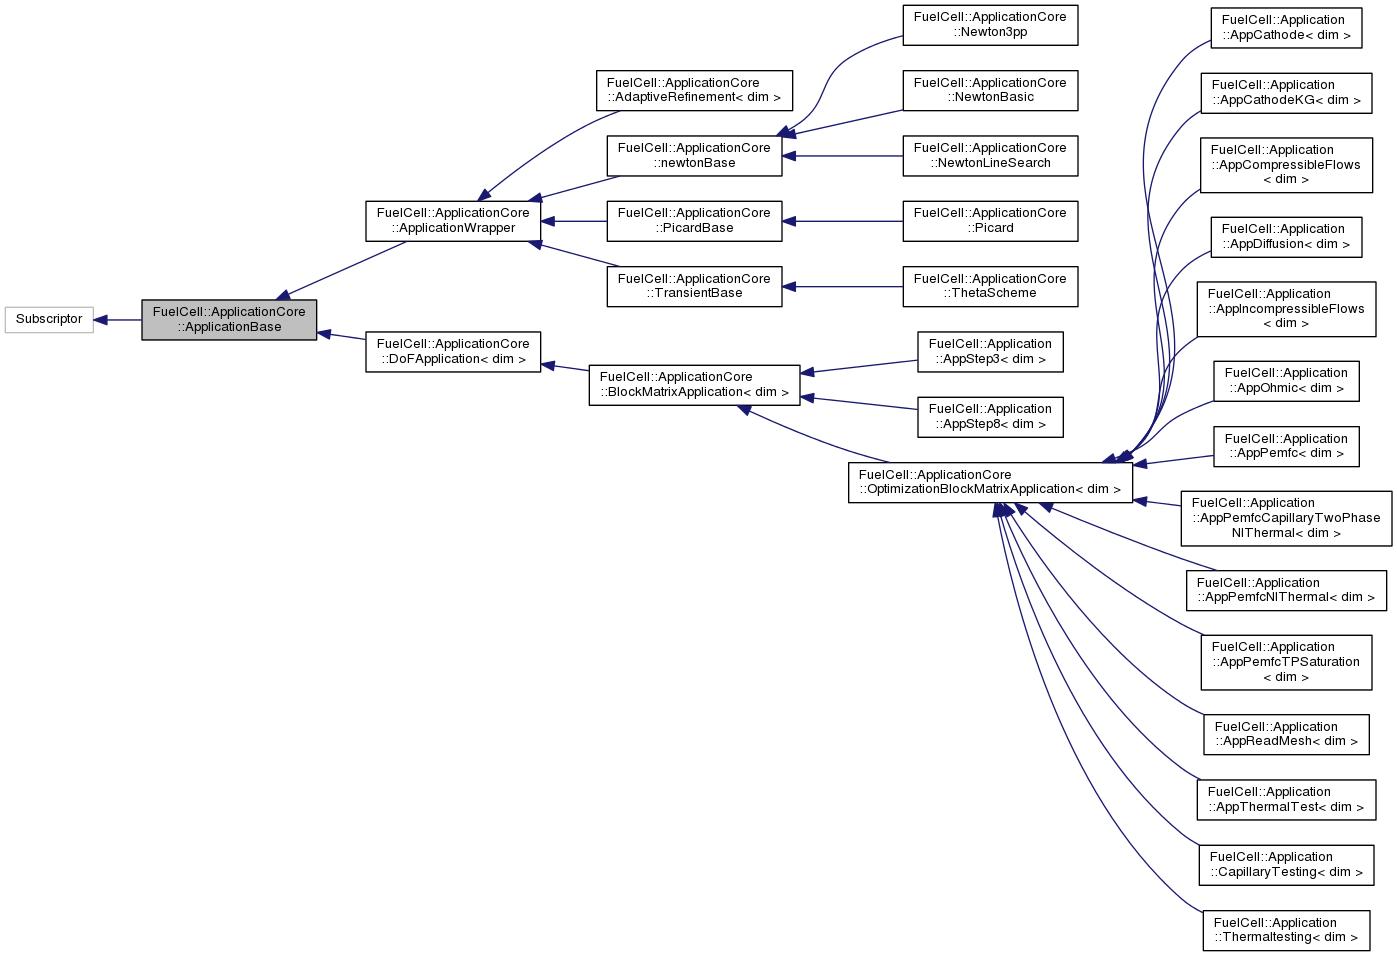 Subscriptor
FuelCell::ApplicationCore
::ApplicationBase
FuelCell::ApplicationCore
::ApplicationWrapper
FuelCell::ApplicationCore
::DoFApplication< dim >
FuelCell::ApplicationCore
::AdaptiveRefinement< dim >
FuelCell::ApplicationCore
::newtonBase
FuelCell::ApplicationCore
::PicardBase
FuelCell::ApplicationCore
::TransientBase
FuelCell::ApplicationCore
::BlockMatrixApplication< dim >
FuelCell::ApplicationCore
::Newton3pp
FuelCell::ApplicationCore
::NewtonBasic
FuelCell::ApplicationCore
::NewtonLineSearch
FuelCell::ApplicationCore
::Picard
FuelCell::ApplicationCore
::ThetaScheme
FuelCell::Application
::AppStep3< dim >
FuelCell::Application
::AppStep8< dim >
FuelCell::ApplicationCore
::OptimizationBlockMatrixApplication< dim >
FuelCell::Application
::AppCathode< dim >
FuelCell::Application
::AppCathodeKG< dim >
FuelCell::Application
::AppCompressibleFlows
< dim >
FuelCell::Application
::AppDiffusion< dim >
FuelCell::Application
::AppIncompressibleFlows
< dim >
FuelCell::Application
::AppOhmic< dim >
FuelCell::Application
::AppPemfc< dim >
FuelCell::Application
::AppPemfcCapillaryTwoPhase
NIThermal< dim >
FuelCell::Application
::AppPemfcNIThermal< dim >
FuelCell::Application
::AppPemfcTPSaturation
< dim >
FuelCell::Application
::AppReadMesh< dim >
FuelCell::Application
::AppThermalTest< dim >
FuelCell::Application
::CapillaryTesting< dim >
FuelCell::Application
::Thermaltesting< dim >